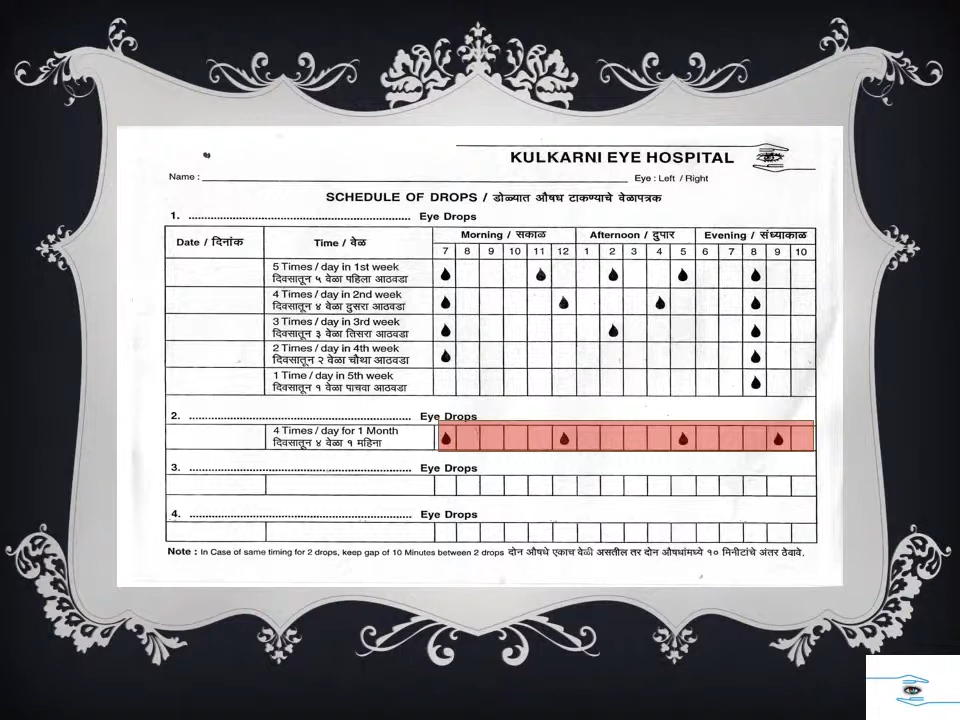 KULKARNI EYE HOSPITAL
Name : Eye : Left / Right
SCHEDULE OF DROPS / डोळ्यात औषध टाकण्याचे वेळापत्रक
1. Eye Drops
Date / दिनांक Time / वेळ Morning / सकाळ Afternoon / दुपार Evening / संध्याकाळ
7 8 9 10 11 12 1 2 3 4 5 6 7 8 9 10
5 Times / day in 1st week
दिवसातून ५ वेळा पहिला आठवडा
4 Times / day in 2nd week
दिवसातून ४ वेळा दुसरा आठवडा
3 Times / day in 3rd week
दिवसातून ३ वेळा तिसरा आठवडा
2 Times / day in 4th week
दिवसातून २ वेळा चौथा आठवडा
1 Time / day in 5th week
दिवसातून १ वेळा पाचवा आठवडा
2. Eye Drops
4 Times / day for 1 Month
दिवसातून ४ वेळा १ महिना
3. Eye Drops
4. Eye Drops
Note : In Case of same timing for 2 drops, keep gap of 10 Minutes between 2 drops दोन औषधे एकाच वेळी असतील तर दोन औषधांमध्ये १० मिनीटांचे अंतर ठेवावे.